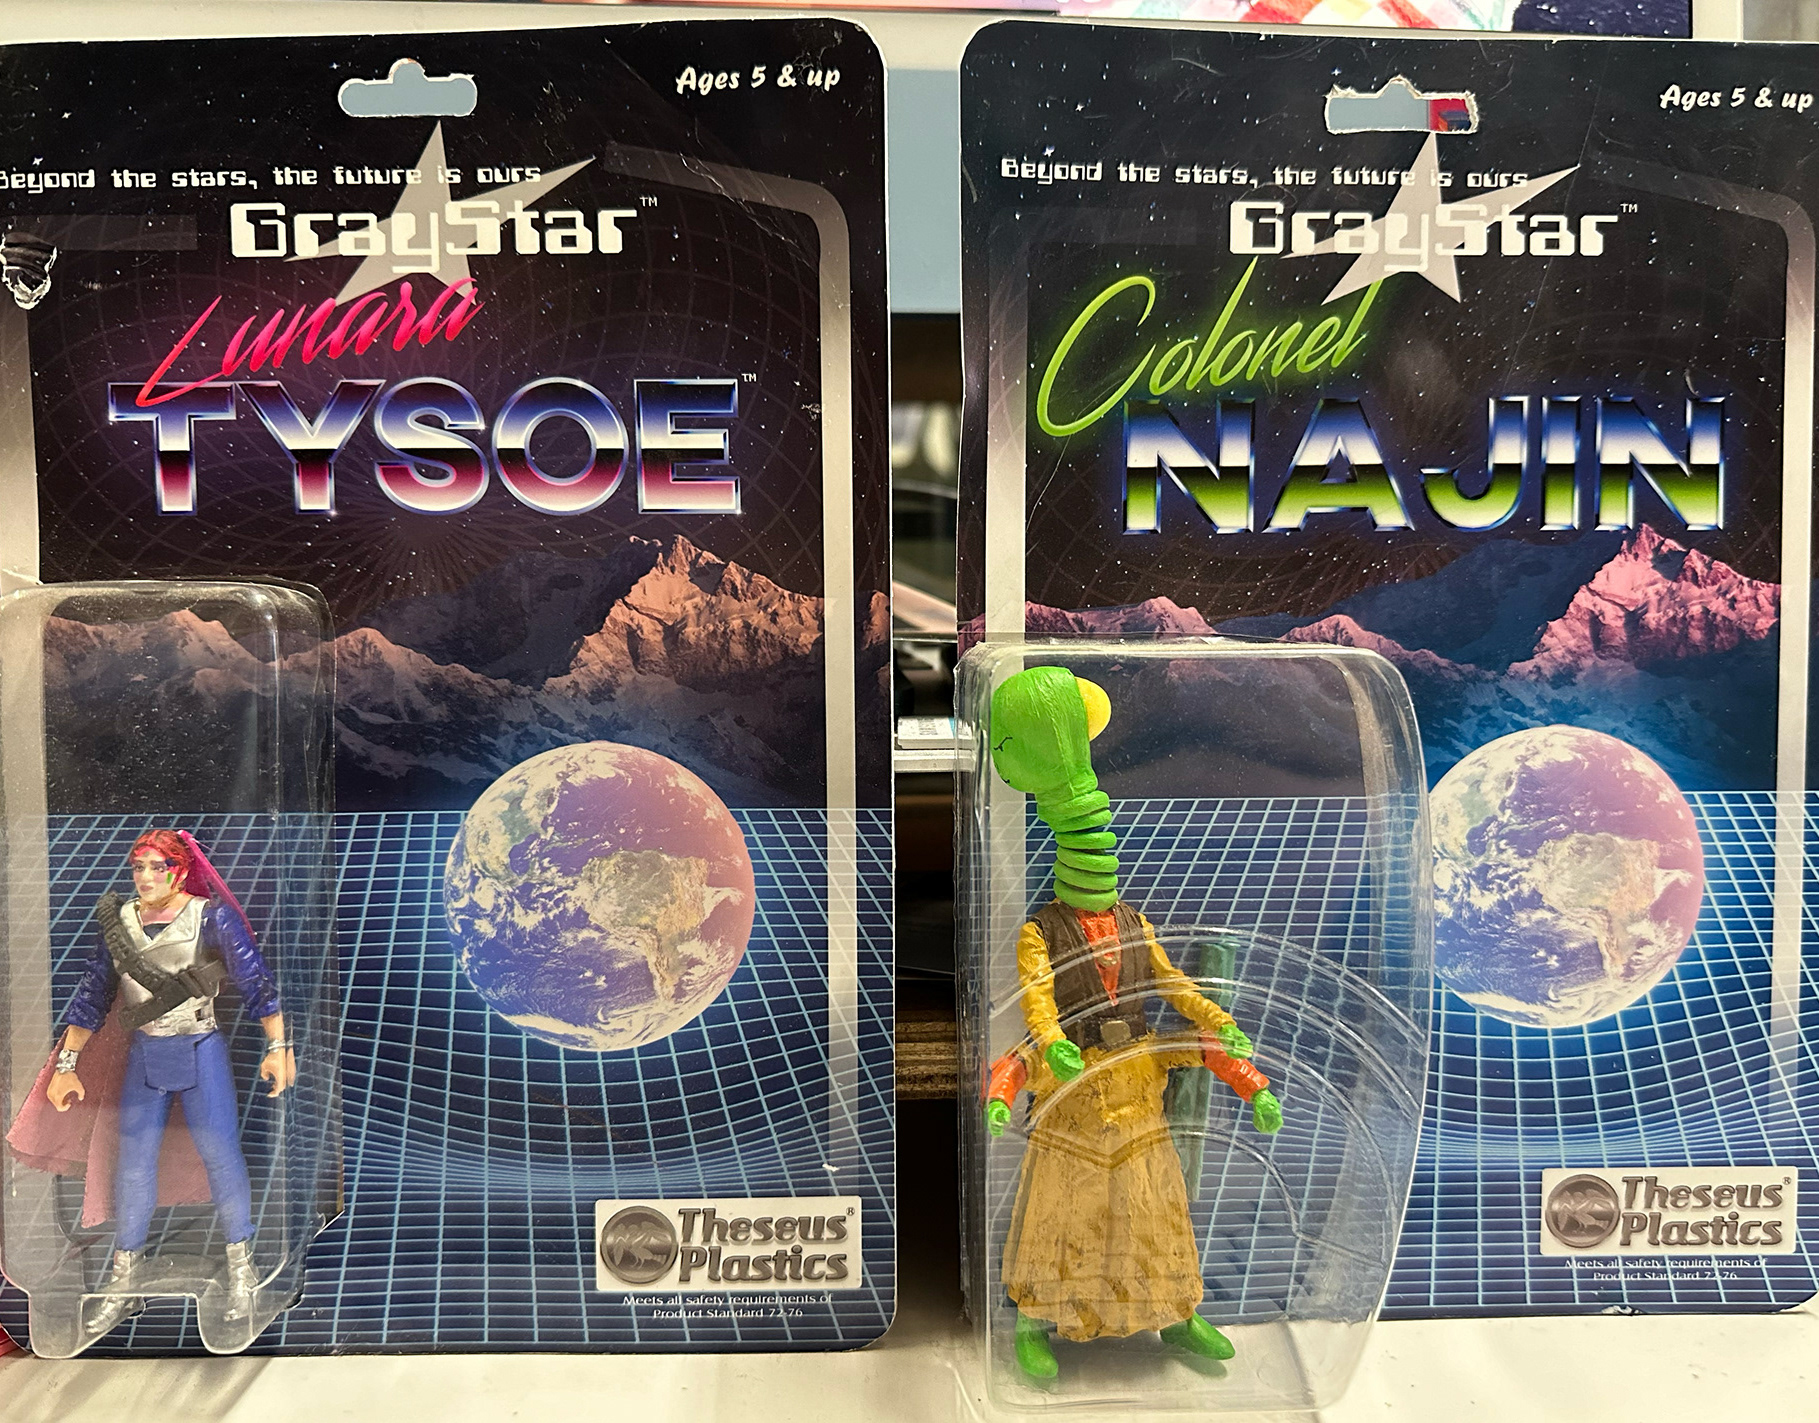 Ages 5 & up
Beyond the stars, the future is ours
GrayStar™
Lunara
TYSOE™
Theseus®
Plastics
Meets all safety requirements of
Product Standard 72-76
Ages 5 & up
Beyond the stars, the future is ours
GrayStar™
Colonel
NAJIN
Theseus®
Plastics
Meets all safety requirements of
Product Standard 72-76